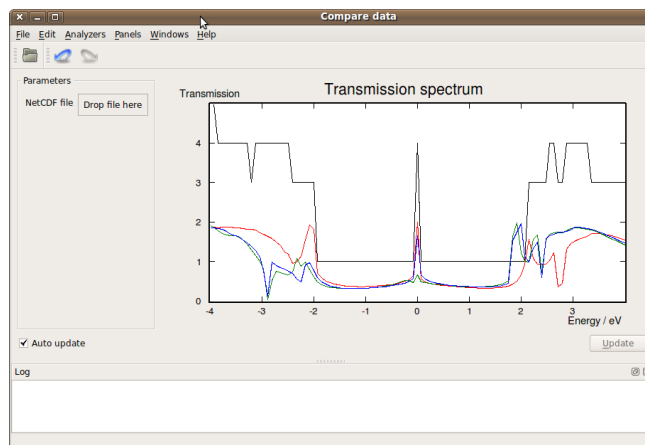 Compare data
File Edit Analyzers Panels Windows Help
Parameters
NetCDF file Drop file here
Transmission
Transmission spectrum
4
3
2
1
0
-4 -3 -2 -1 0 1 2 3
Energy / eV
Auto update
Update
Log